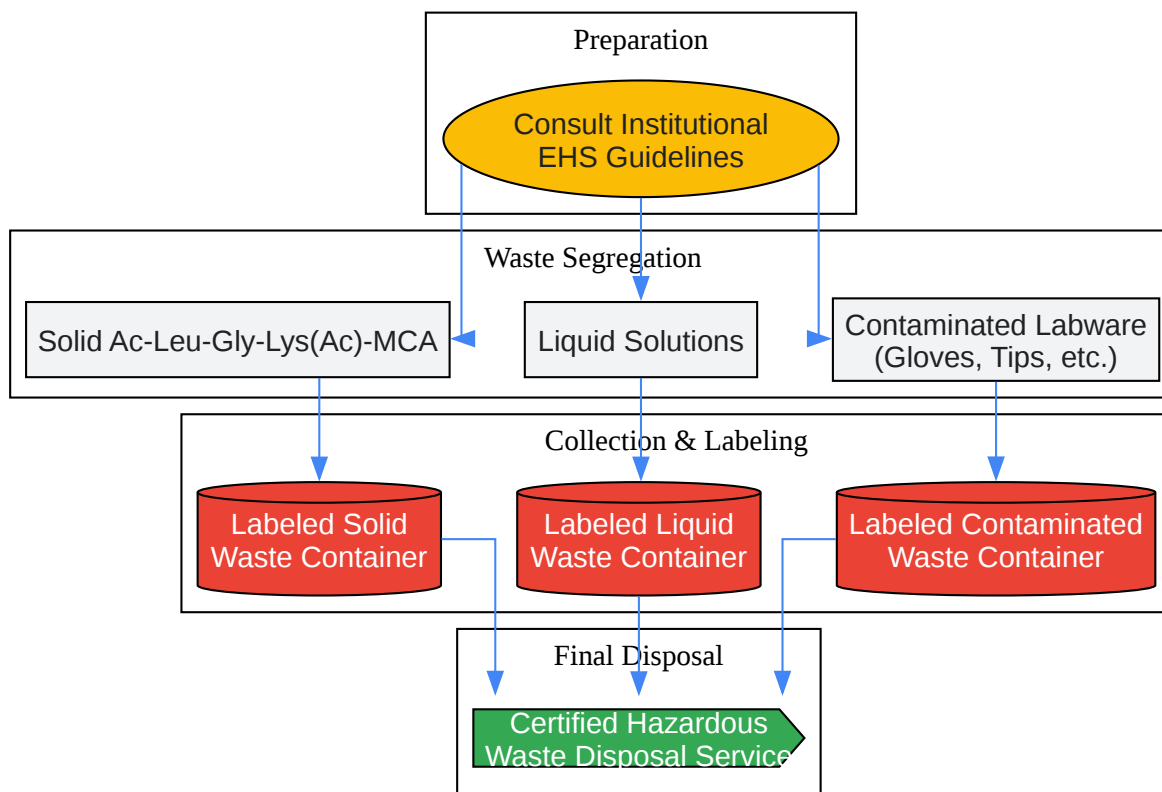 Preparation
Consult Institutional
EHS Guidelines
Waste Segregation
Solid Ac-Leu-Gly-Lys(Ac)-MCA
Liquid Solutions
Contaminated Labware
(Gloves, Tips, etc.)
Collection & Labeling
Labeled Solid
Waste Container
Labeled Liquid
Waste Container
Labeled Contaminated
Waste Container
Final Disposal
Certified Hazardous
Waste Disposal Service